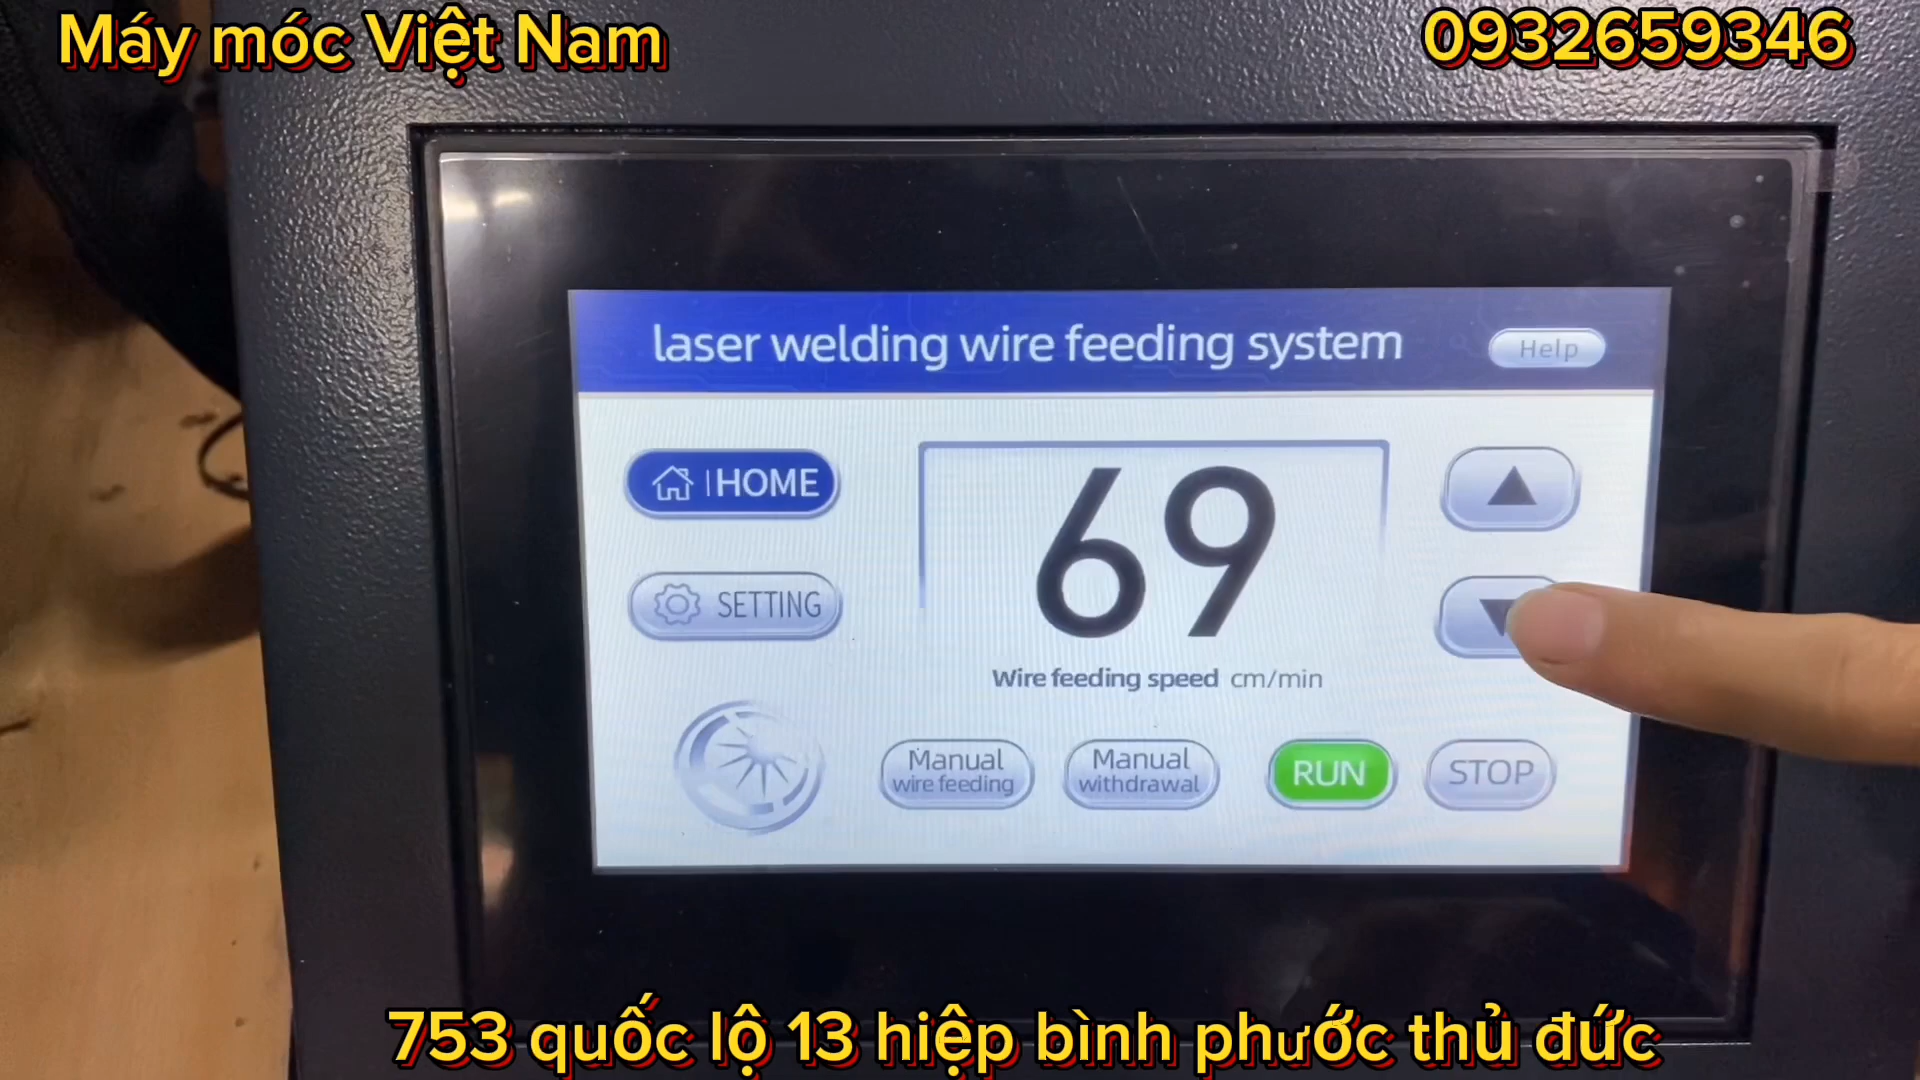 Máy móc Việt Nam
0932659346
laser welding wire feeding system
Help
HOME
69
SETTING
Wire feeding speed cm/min
Manual
wire feeding
Manual
withdrawal
RUN
STOP
753 quốc lộ 13 hiệp bình phước thủ đức